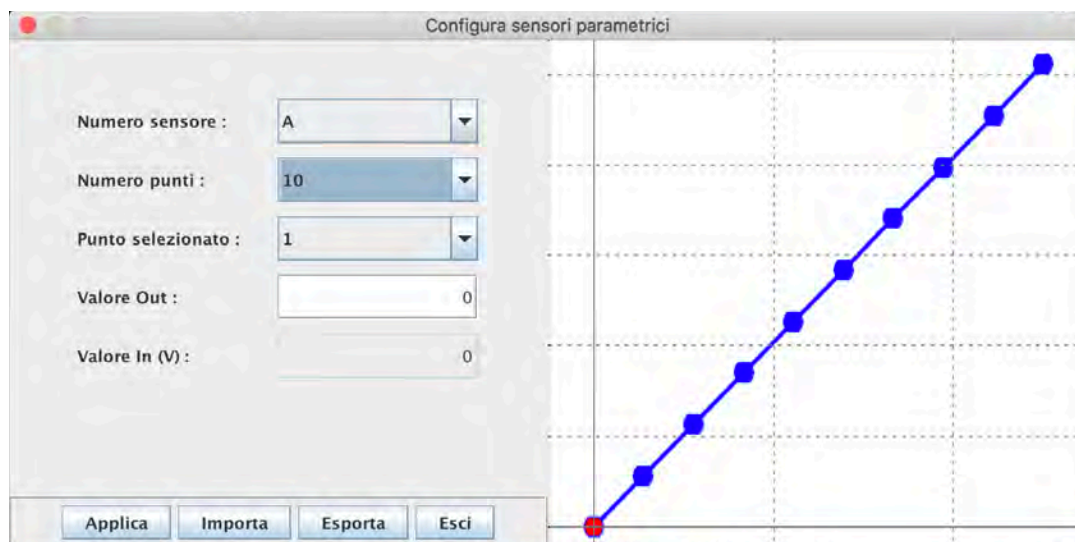 Configura sensori parametrici
Numero sensore : A
Numero punti : 10
Punto selezionato : 1
Valore Out : 0
Valore In (V) : 0
Applica Importa Esporta Esci